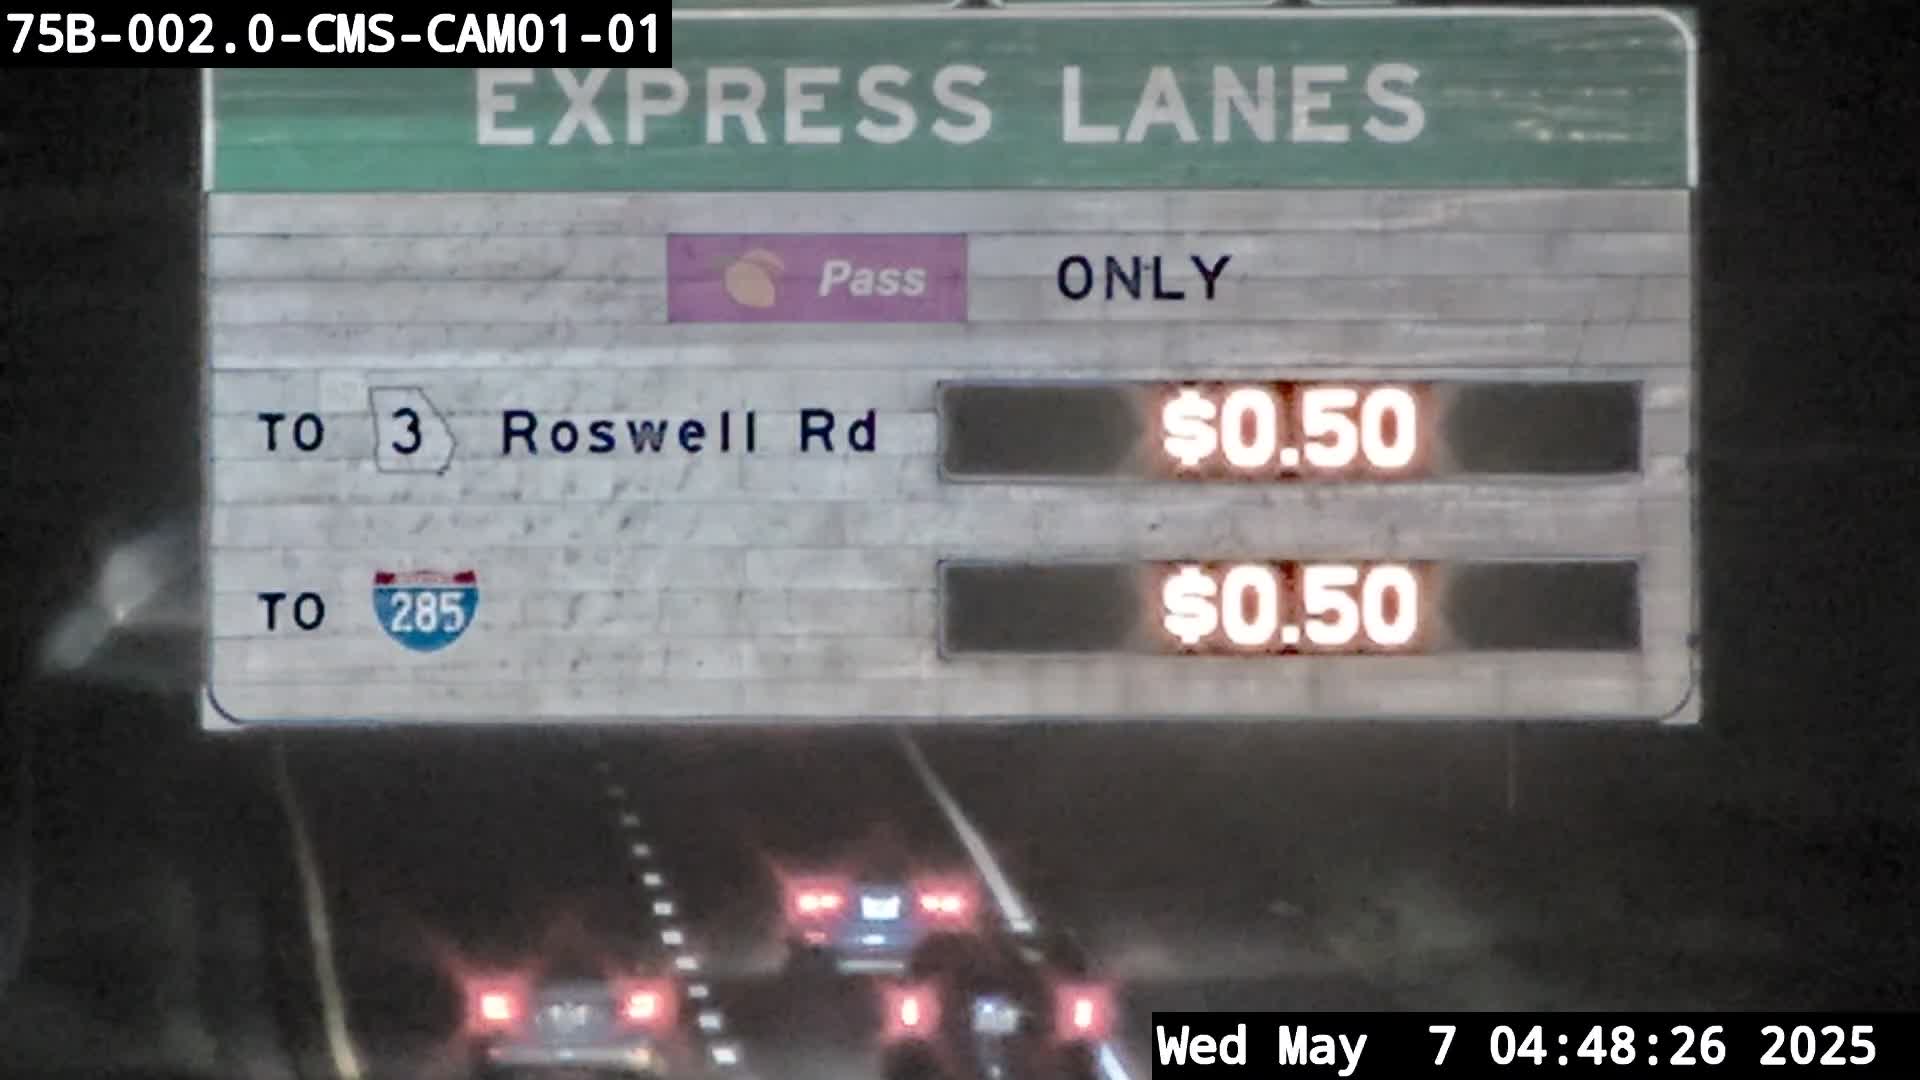 75B-002.0-CMS-CAM01-01
EXPRESS LANES
Pass ONLY
TO 3 Roswell Rd $0.50
TO 285 $0.50
Wed May 7 04:48:26 2025